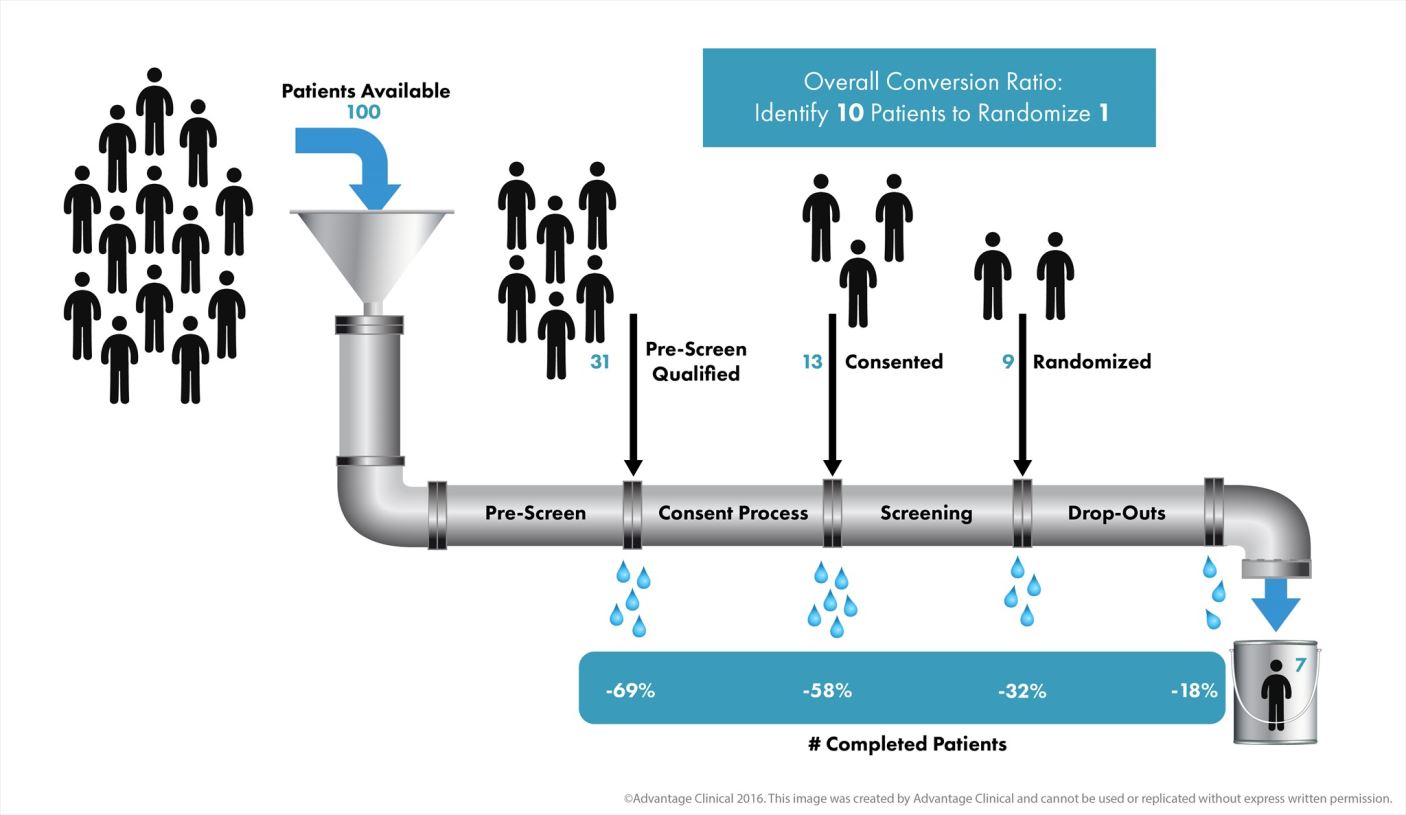 Patients Available
100
Overall Conversion Ratio:
Identify 10 Patients to Randomize 1
31
Pre-Screen
Qualified
13
Consented
9
Randomized
Pre-Screen
Consent Process
Screening
Drop-Outs
-69%
-58%
-32%
-18%
7
# Completed Patients
©Advantage Clinical 2016. This image was created by Advantage Clinical and cannot be used or replicated without express written permission.